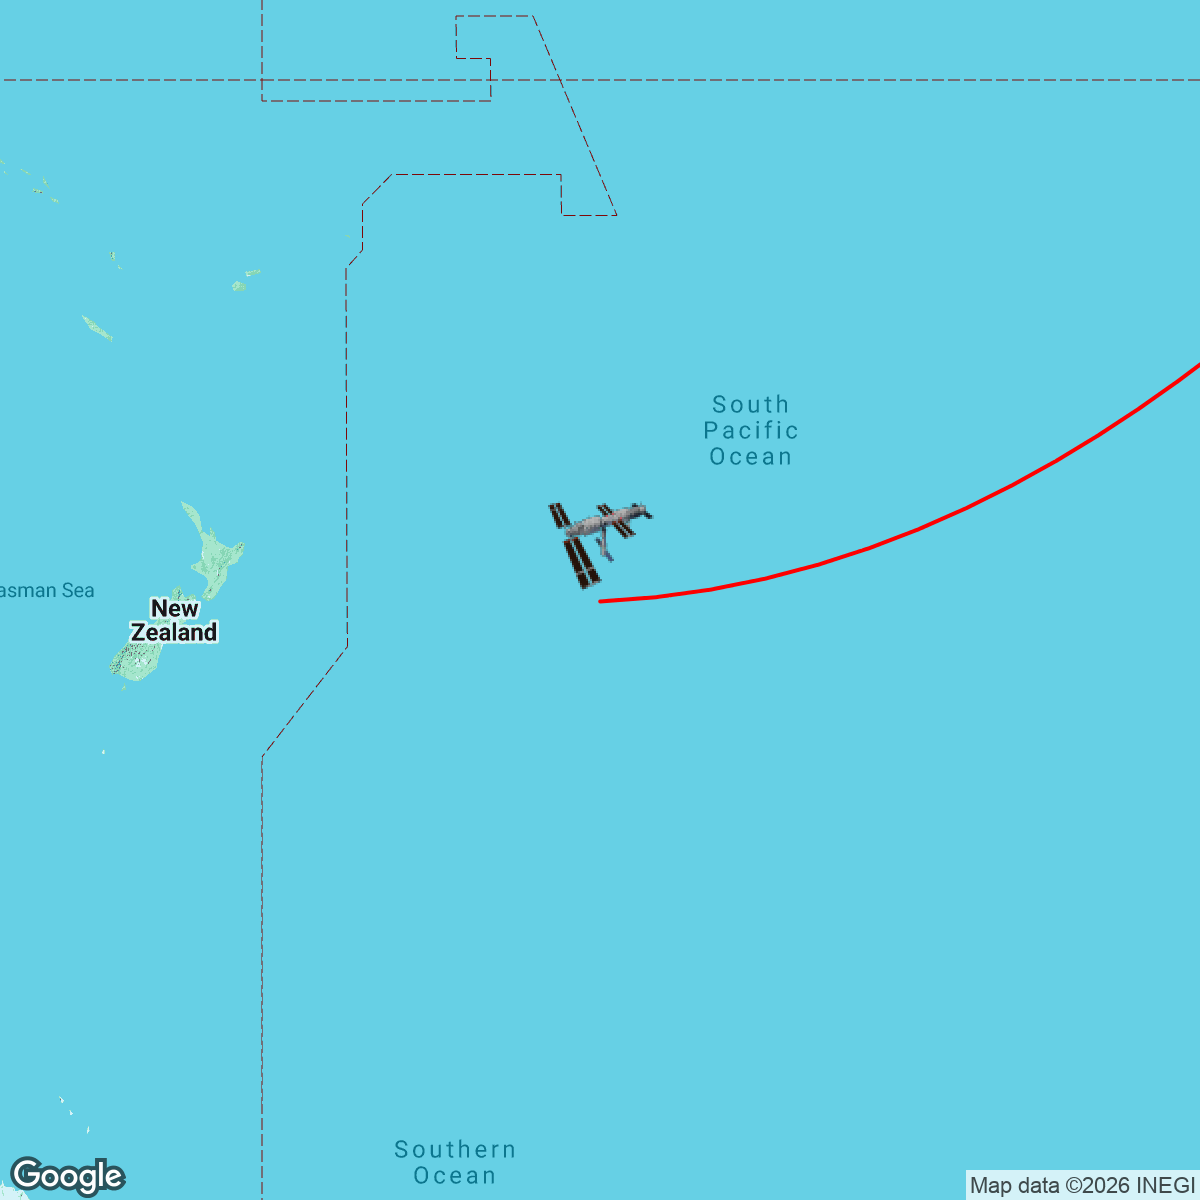 South
Pacific
Ocean
asman Sea
New
Zealand
Southern
Ocean
Google
Map data ©2026 INEGI